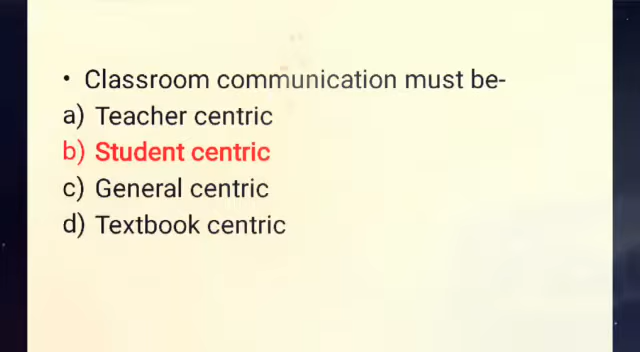 • Classroom communication must be-
a) Teacher centric
b) Student centric
c) General centric
d) Textbook centric